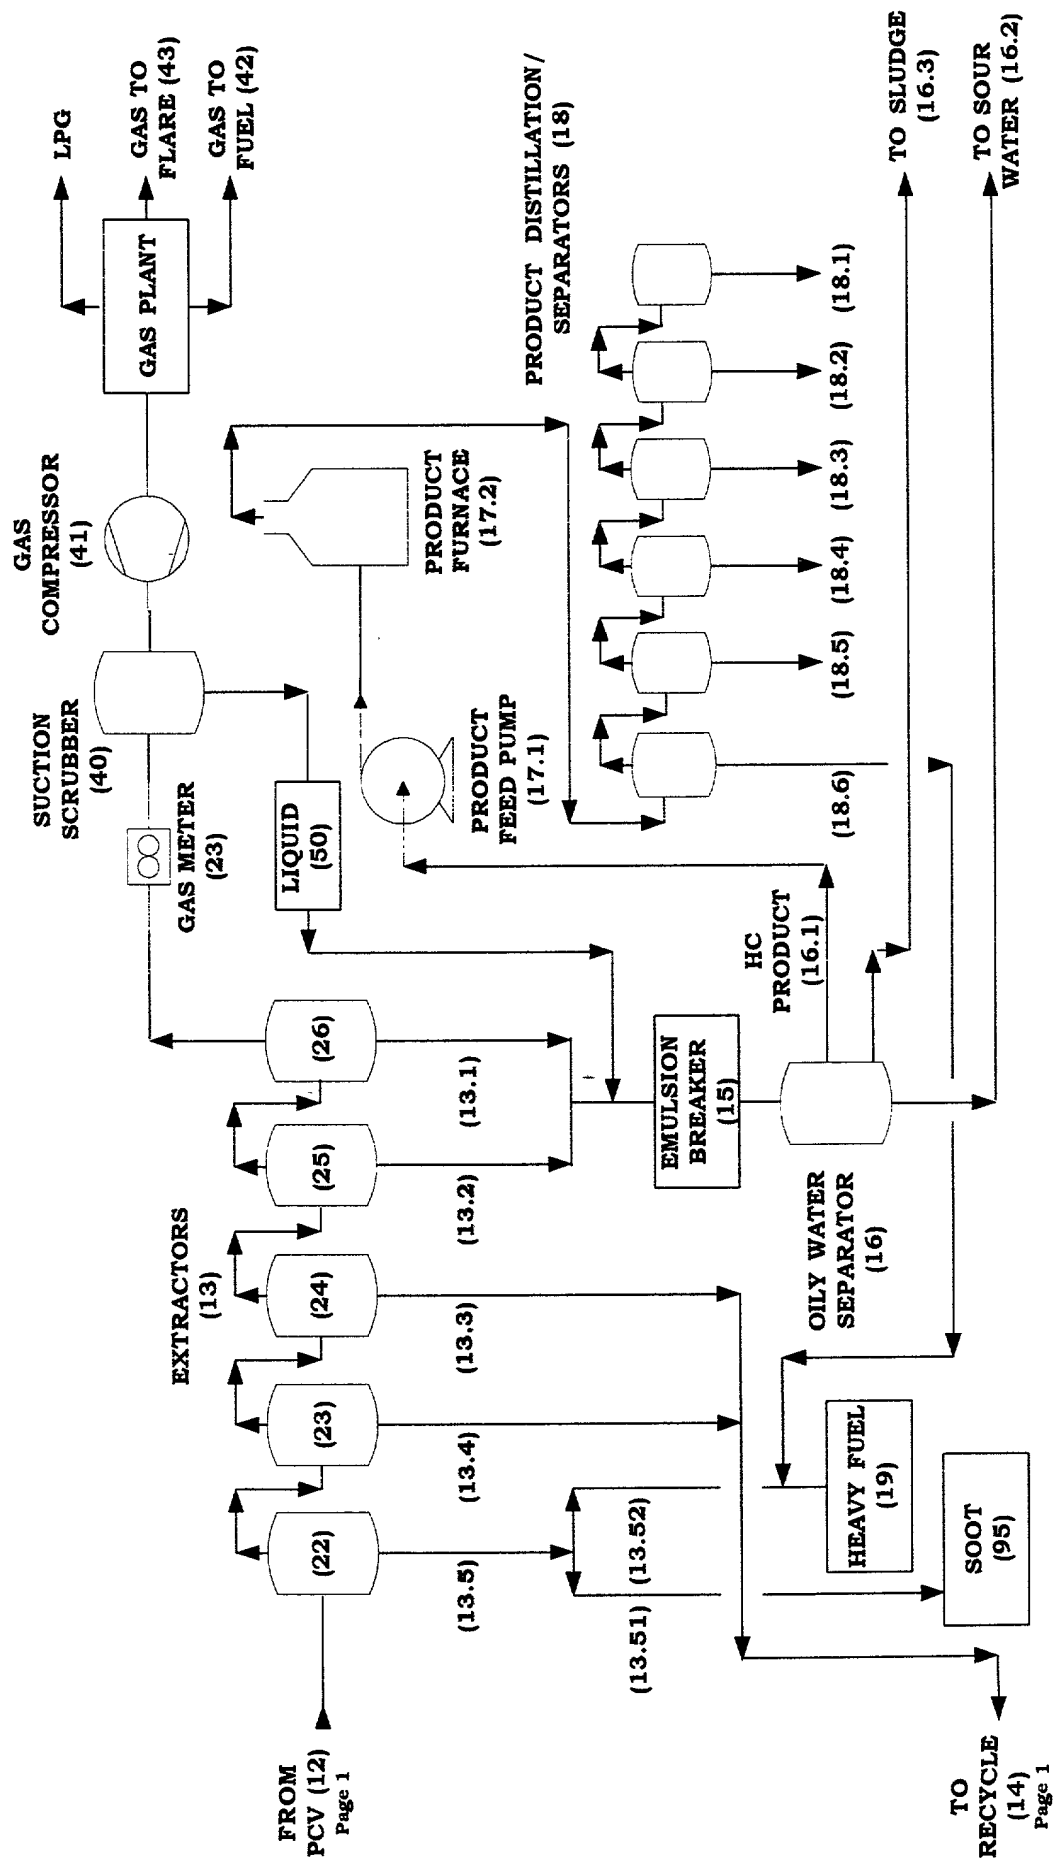 FROM
PCV (12)
Page 1
EXTRACTORS
(13)
(22)
(23)
(24)
(25)
(26)
(13.5)
(13.4)
(13.3)
(13.2)
(13.1)
(13.51)
(13.52)
TO
RECYCLE
(14)
Page 1
SOOT
(95)
HEAVY FUEL
(19)
OILY WATER
SEPARATOR
(16)
EMULSION
BREAKER
(15)
HC
PRODUCT
(16.1)
LIQUID
(50)
GAS METER
(23)
SUCTION
SCRUBBER
(40)
GAS
COMPRESSOR
(41)
GAS PLANT
LPG
GAS TO
FLARE (43)
GAS TO
FUEL (42)
PRODUCT
FEED PUMP
(17.1)
PRODUCT
FURNACE
(17.2)
PRODUCT DISTILLATION/
SEPARATORS (18)
(18.6)
(18.5)
(18.4)
(18.3)
(18.2)
(18.1)
TO SLUDGE
(16.3)
TO SOUR
WATER (16.2)